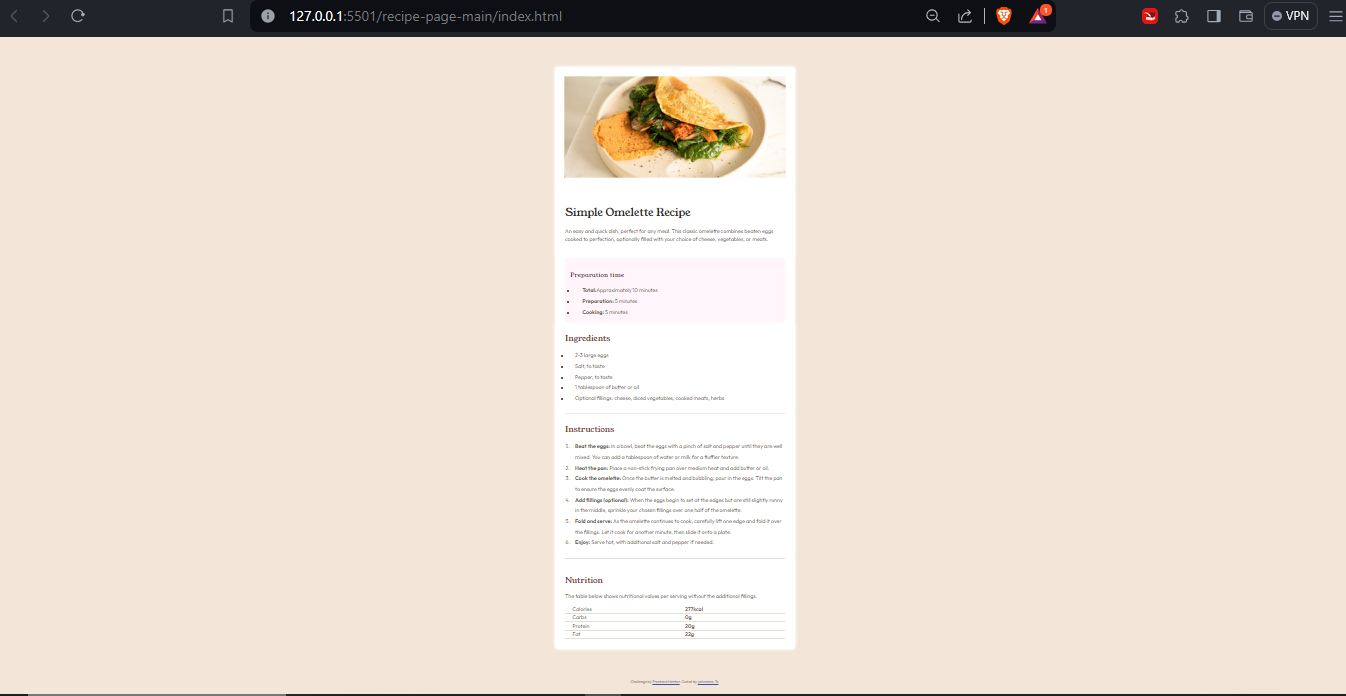 127.0.0.1:5501/recipe-page-main/index.html
1
VPN
Simple Omelette Recipe
An easy and quick dish, perfect for any meal. This classic omelette combines beaten eggs
cooked to perfection, optionally filled with your choice of cheese, vegetables, or meats.
Preparation time
Total:Approximately 10 minutes
Preparation:5 minutes
Cooking: 5 minutes
Ingredients
2-3 large eggs
Salt, to taste
Pepper, to taste
1 tablespoon of butter or oil
Optional fillings: cheese, diced vegetables, cooked meats, herbs
Instructions
1. Beat the eggs: In a bowl, beat the eggs with a pinch of salt and pepper until they are well
mixed. You can add a tablespoon of water or milk for a fluffier texture.
2. Heat the pan: Place a non-stick frying pan over medium heat and add butter or oil.
3. Cook the omelette: Once the butter is melted and bubbling, pour in the eggs. Tilt the pan
to ensure the eggs evenly coat the surface.
4. Add fillings (optional): When the eggs begin to set at the edges but are still slightly runny
in the middle, sprinkle your chosen fillings over one half of the omelette.
5. Fold and serve: As the omelette continues to cook, carefully lift one edge and fold it over
the fillings. Let it cook for another minute, then slide it onto a plate.
6. Enjoy: Serve hot, with additional salt and pepper if needed.
Nutrition
The table below shows nutritional values per serving without the additional fillings.
Calories 277kcal
Carbs 0g
Protein 20g
Fat 22g
Challenge by Frontend Mentor. Coded by